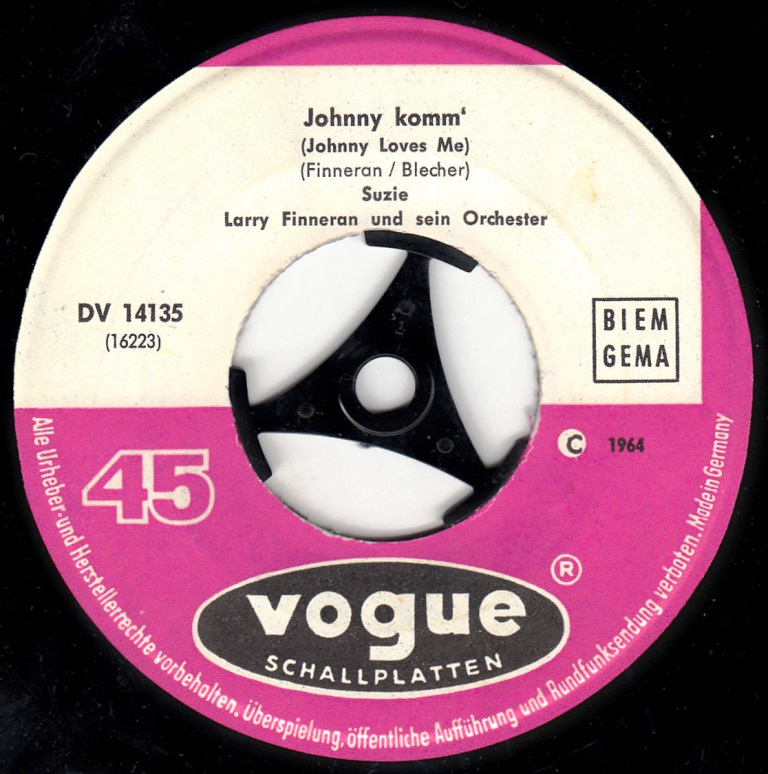 Johnny komm'
(Johnny Loves Me)
(Finneran / Blecher)
Suzie
Larry Finneran und sein Orchester
DV 14135
(16223)
BIEM
GEMA
45
C 1964
vogue ®
SCHALLPLATTEN
Alle Urheber- und Herstellerrechte vorbehalten. Überspielung, öffentliche Aufführung und Rundfunksendung verboten. Made in Germany